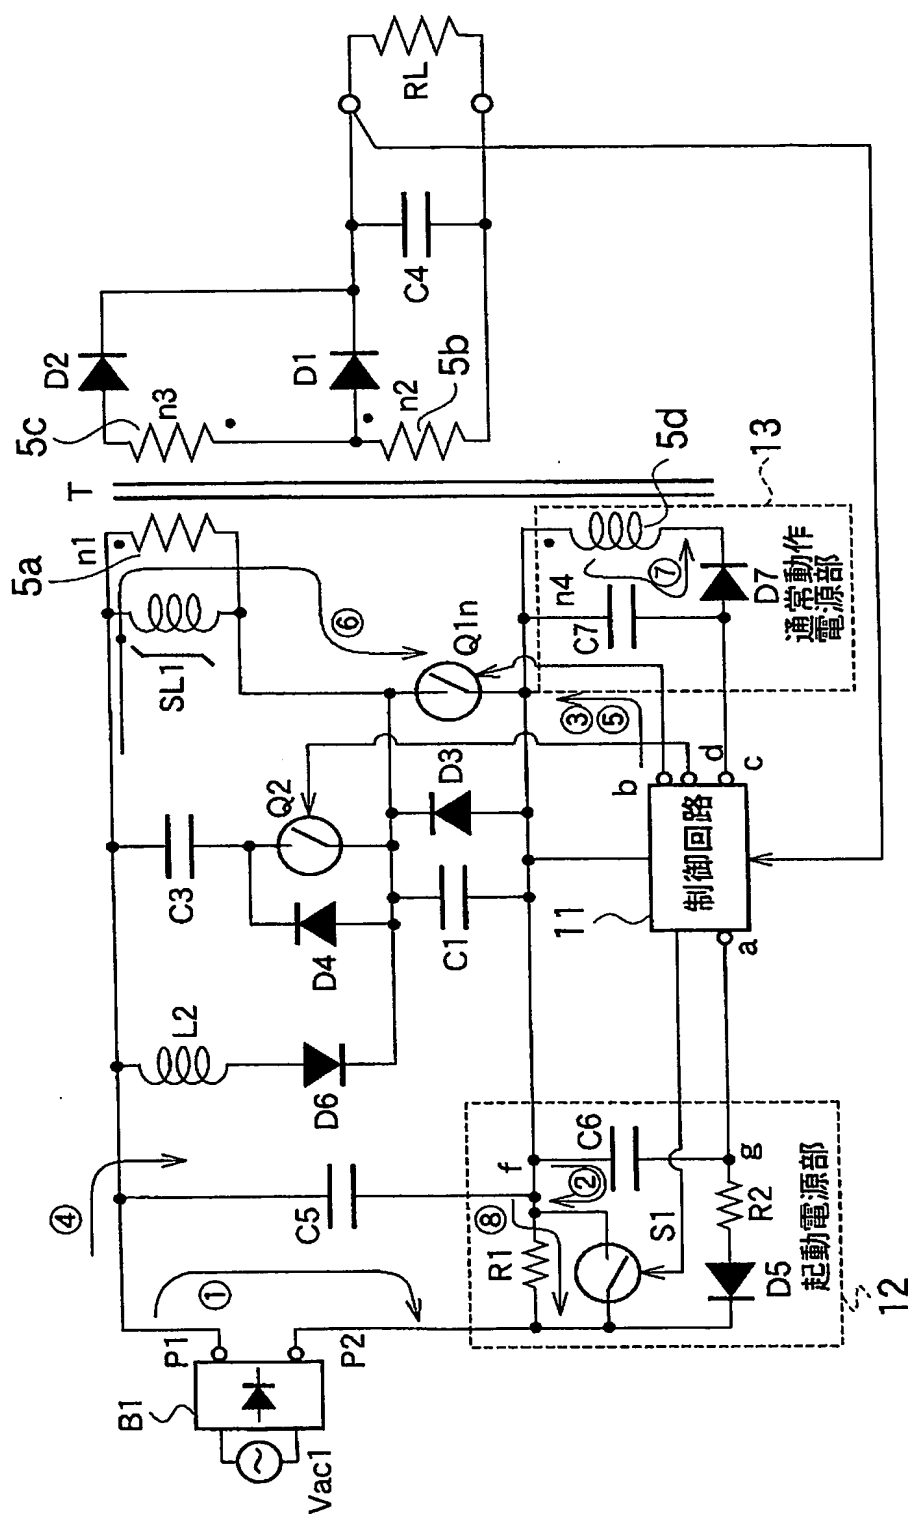 Vac1
B1
P1
P2
①
④
C5
L2
D6
C3
D4
Q2
C1
D3
SL1
5a
n1
T
⑥
Q1n
5c
n3
D2
D1
n2
5b
C4
RL
12
起動電源部
R1
⑧
f
②
C6
S1
D5
R2
g
11
制御回路
a
b
d
c
③
⑤
13
通常動作
電源部
n4
C7
⑦
D7
5d